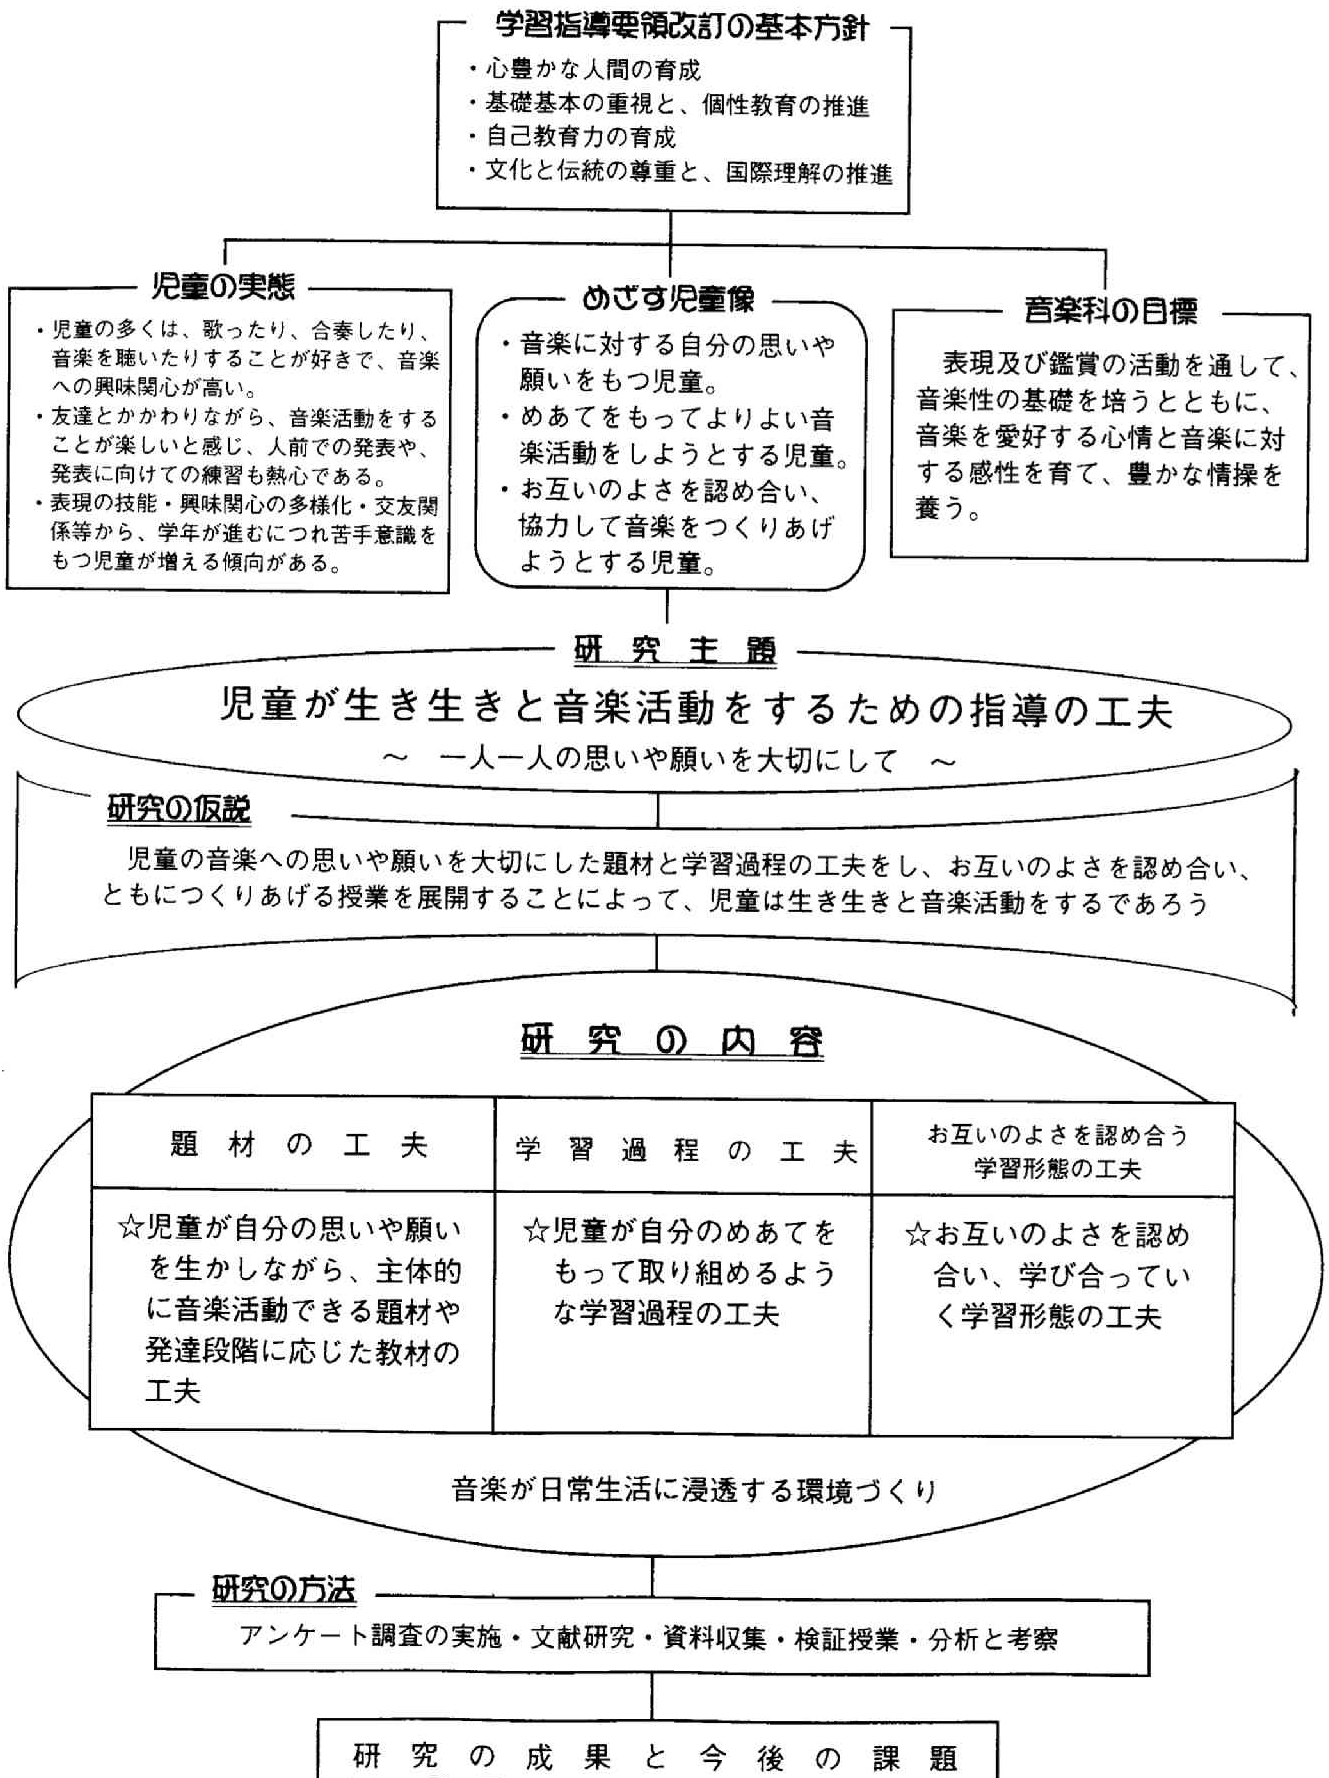 学習指導要領改訂の基本方針
・心豊かな人間の育成
・基礎基本の重視と、個性教育の推進
・自己教育力の育成
・文化と伝統の尊重と、国際理解の推進
児童の実態
・児童の多くは、歌ったり、合奏したり、
音楽を聴いたりすることが好きで、音楽
への興味関心が高い。
・友達とかかわりながら、音楽活動をする
ことが楽しいと感じ、人前での発表や、
発表に向けての練習も熱心である。
・表現の技能・興味関心の多様化・交友関
係等から、学年が進むにつれ苦手意識を
もつ児童が増える傾向がある。
めざす児童像
・音楽に対する自分の思いや
願いをもつ児童。
・めあてをもってよりよい音
楽活動をしようとする児童。
・お互いのよさを認め合い、
協力して音楽をつくりあげ
ようとする児童。
音楽科の目標
表現及び鑑賞の活動を通して、
音楽性の基礎を培うとともに、
音楽を愛好する心情と音楽に対
する感性を育て、豊かな情操を
養う。
研究主題
児童が生き生きと音楽活動をするための指導の工夫
～ 一人一人の思いや願いを大切にして ～
研究の仮説
児童の音楽への思いや願いを大切にした題材と学習過程の工夫をし、お互いのよさを認め合い、
ともにつくりあげる授業を展開することによって、児童は生き生きと音楽活動をするであろう
研究の内容
題材の工夫
学習過程の工夫
お互いのよさを認め合う
学習形態の工夫
☆児童が自分の思いや願い
を生かしながら、主体的
に音楽活動できる題材や
発達段階に応じた教材の
工夫
☆児童が自分のめあてを
もって取り組めるよう
な学習過程の工夫
☆お互いのよさを認め
合い、学び合ってい
く学習形態の工夫
音楽が日常生活に浸透する環境づくり
研究の方法
アンケート調査の実施・文献研究・資料収集・検証授業・分析と考察
研究の成果と今後の課題